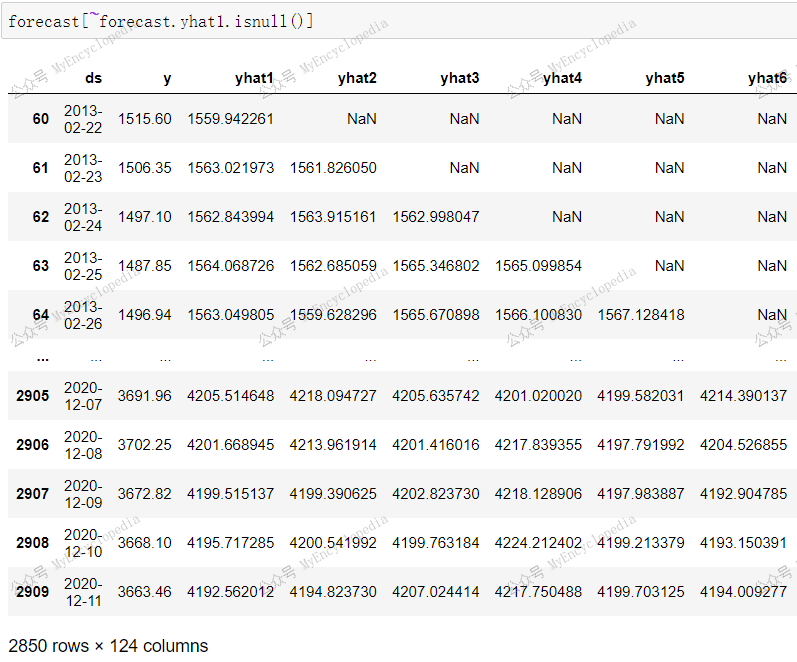 forecast[~forecast.yhat1.isnull()]
ds y yhat1 yhat2 yhat3 yhat4 yhat5 yhat6
60 2013-02-22 1515.60 1559.942261 NaN NaN NaN NaN NaN
61 2013-02-23 1506.35 1563.021973 1561.826050 NaN NaN NaN NaN
62 2013-02-24 1497.10 1562.843994 1563.915161 1562.998047 NaN NaN NaN
63 2013-02-25 1487.85 1564.068726 1562.685059 1565.346802 1565.099854 NaN NaN
64 2013-02-26 1496.94 1563.049805 1559.628296 1565.670898 1566.100830 1567.128418 NaN
... ... ... ... ... ... ... ... ...
2905 2020-12-07 3691.96 4205.514648 4218.094727 4205.635742 4201.020020 4199.582031 4214.390137
2906 2020-12-08 3702.25 4201.668945 4213.961914 4201.416016 4217.839355 4197.791992 4204.526855
2907 2020-12-09 3672.82 4199.515137 4199.390625 4202.823730 4218.128906 4197.983887 4192.904785
2908 2020-12-10 3668.10 4195.717285 4200.541992 4199.763184 4224.212402 4199.213379 4193.150391
2909 2020-12-11 3663.46 4192.562012 4194.823730 4207.024414 4217.750488 4199.703125 4194.009277
2850 rows × 124 columns
公众号 MyEncyclopedia